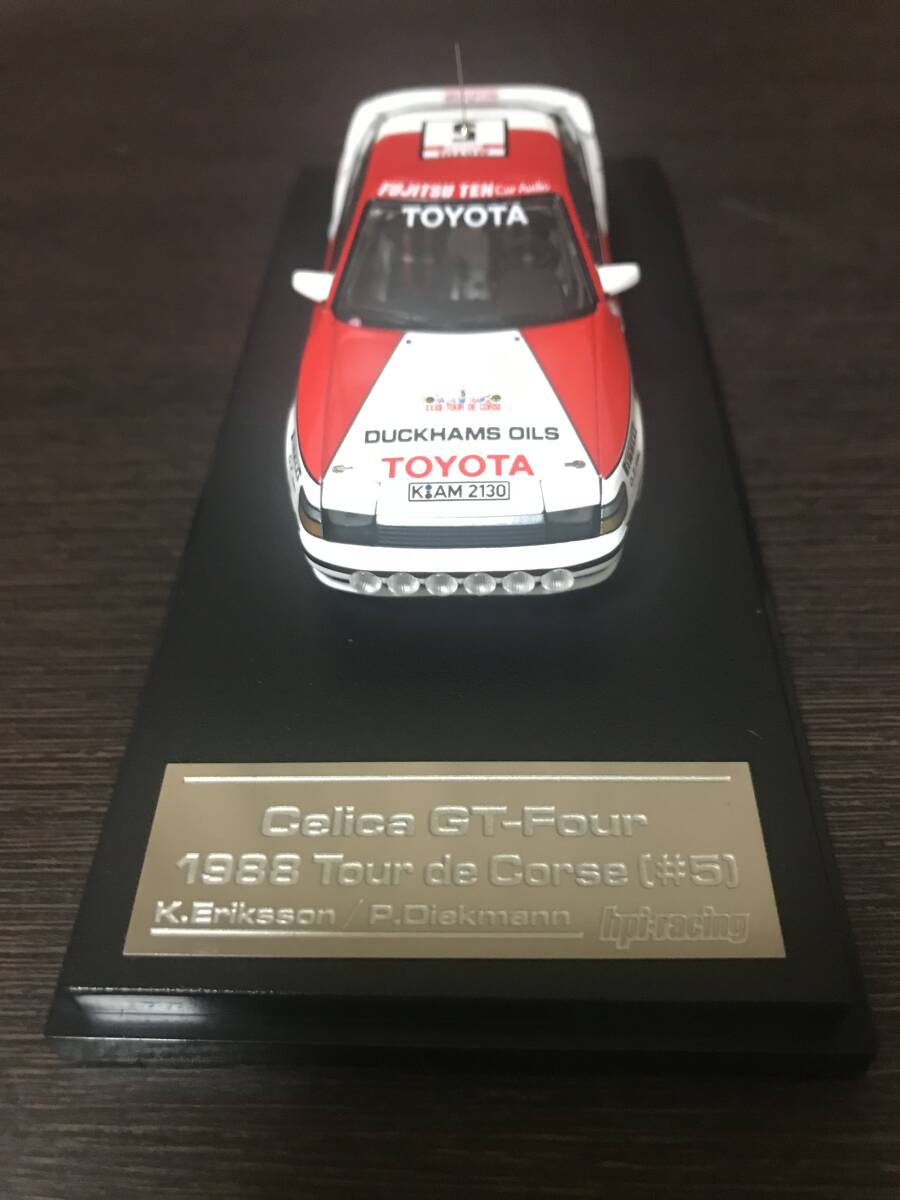 5
FUJITSU TEN Car Audio
TOYOTA
TOUR DE CORSE
DUCKHAMS OILS
TOYOTA
K AM 2130
Celica GT-Four
1988 Tour de Corse (#5)
K.Eriksson / P.Diekmann
hpi-racing